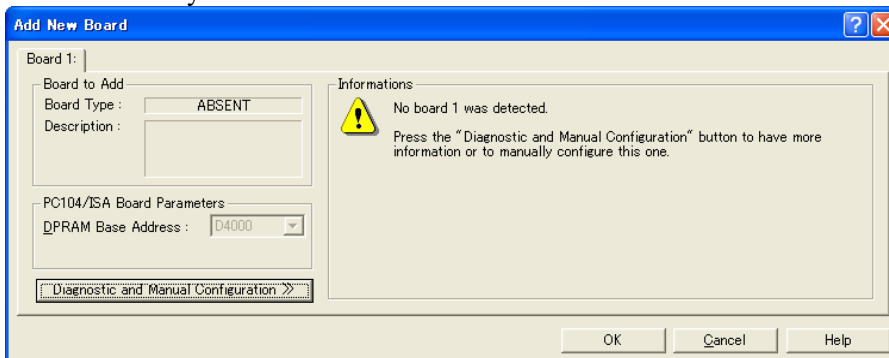 Add New Board
Board 1:
Board to Add
Board Type : ABSENT
Description :
PC104/ISA Board Parameters
DPRAM Base Address : D4000
Diagnostic and Manual Configuration >>
Informations
No board 1 was detected.
Press the "Diagnostic and Manual Configuration" button to have more
information or to manually configure this one.
OK Cancel Help